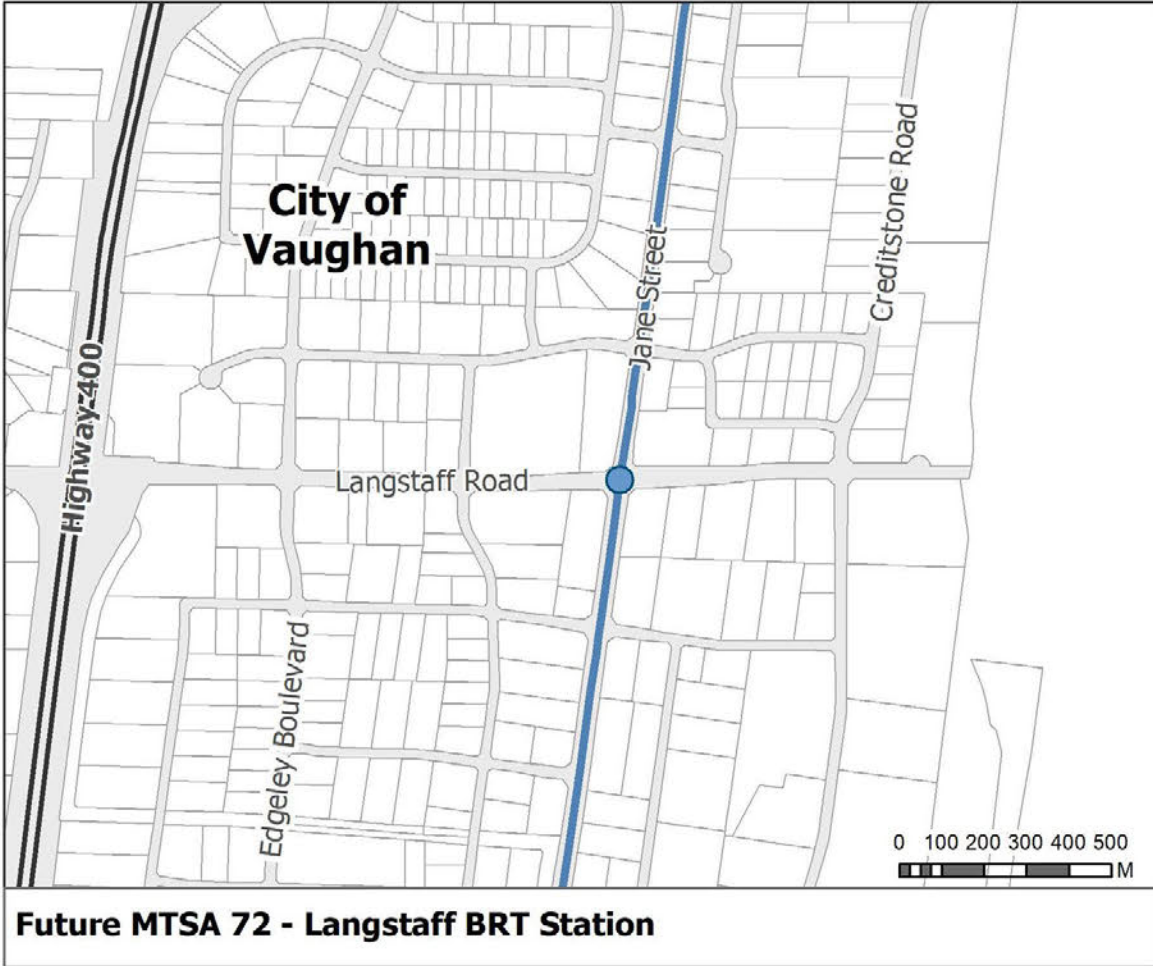 City of
Vaughan
Creditstone Road
Jane Street
Highway 400
Langstaff Road
Edgeley Boulevard
0 100 200 300 400 500
M
Future MTSA 72 - Langstaff BRT Station